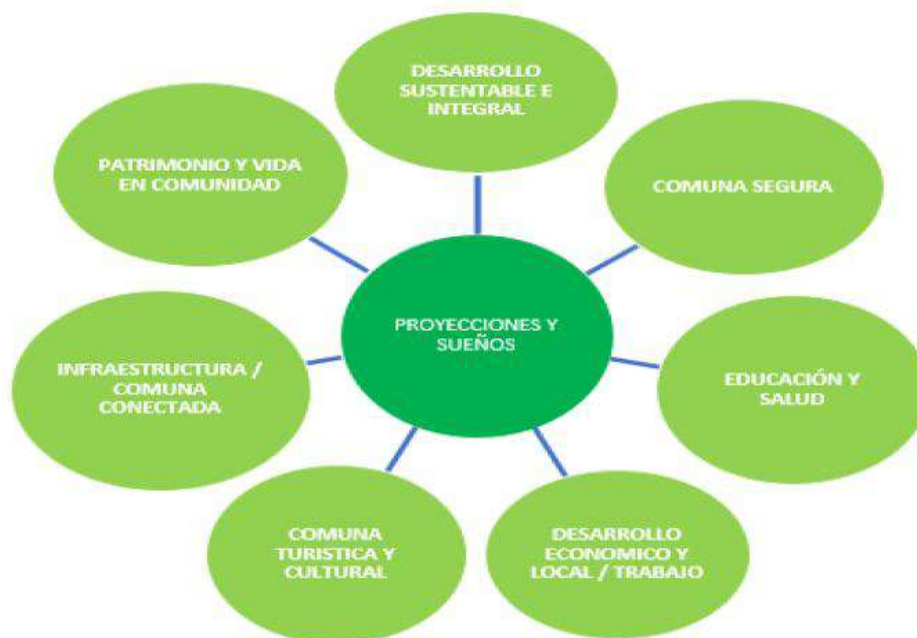 DESARROLLO
SUSTENTABLE E
INTEGRAL
PATRIMONIO Y VIDA
EN COMUNIDAD
COMUNA SEGURA
PROYECCIONES Y
SUEÑOS
INFRAESTRUCTURA /
COMUNA
CONECTADA
EDUCACIÓN Y
SALUD
COMUNA
TURISTICA Y
CULTURAL
DESARROLLO
ECONOMICO Y
LOCAL / TRABAJO